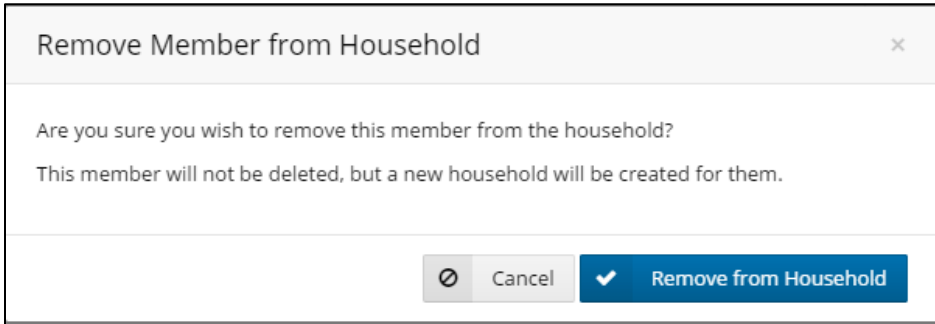 Remove Member from Household
Are you sure you wish to remove this member from the household?
This member will not be deleted, but a new household will be created for them.
Cancel
Remove from Household